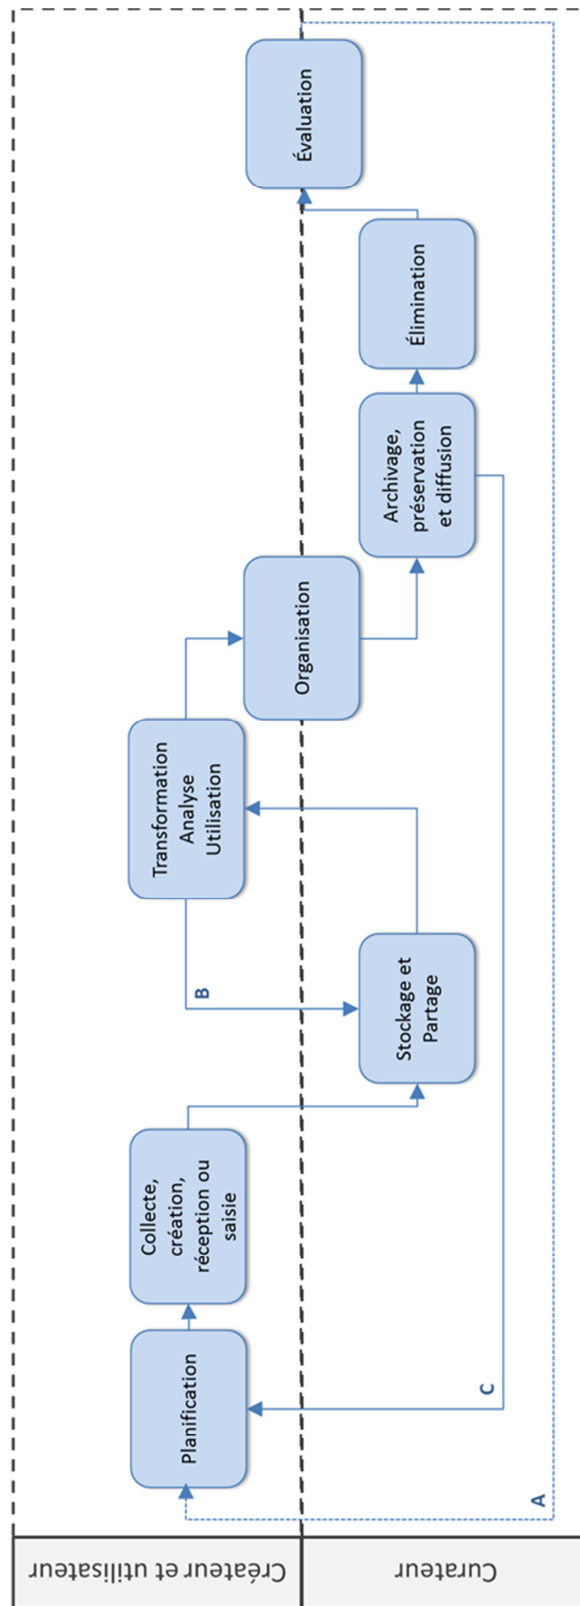 Créateur et utilisateur
Curateur
Planification
Collecte,
création,
réception ou
saisie
Stockage et
Partage
Transformation
Analyse
Utilisation
Organisation
Archivage,
préservation
et diffusion
Élimination
Évaluation
A
B
C